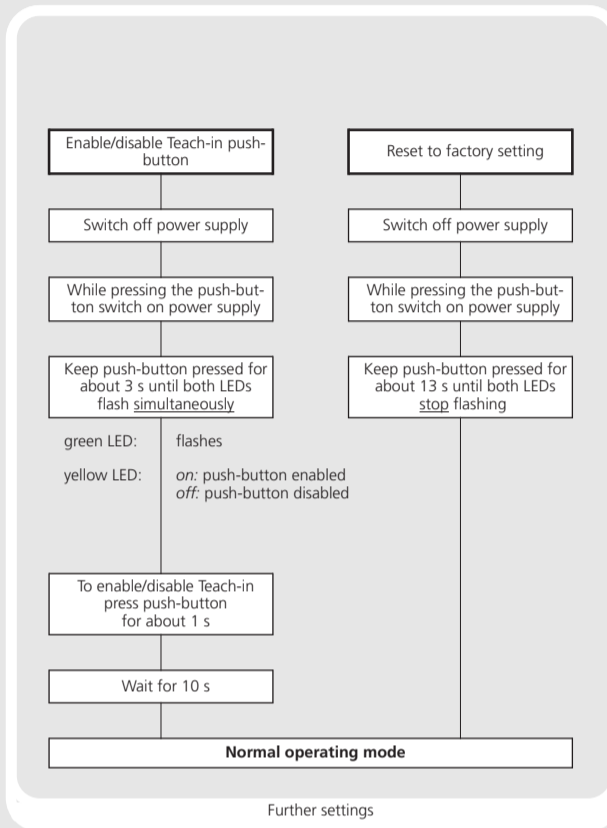 Enable/disable Teach-in push-
button
Switch off power supply
While pressing the push-but-
ton switch on power supply
Keep push-button pressed for
about 3 s until both LEDs
flash simultaneously
green LED: flashes
yellow LED: on: push-button enabled
off: push-button disabled
To enable/disable Teach-in
press push-button
for about 1 s
Wait for 10 s
Reset to factory setting
Switch off power supply
While pressing the push-but-
ton switch on power supply
Keep push-button pressed for
about 13 s until both LEDs
stop flashing
Normal operating mode
Further settings